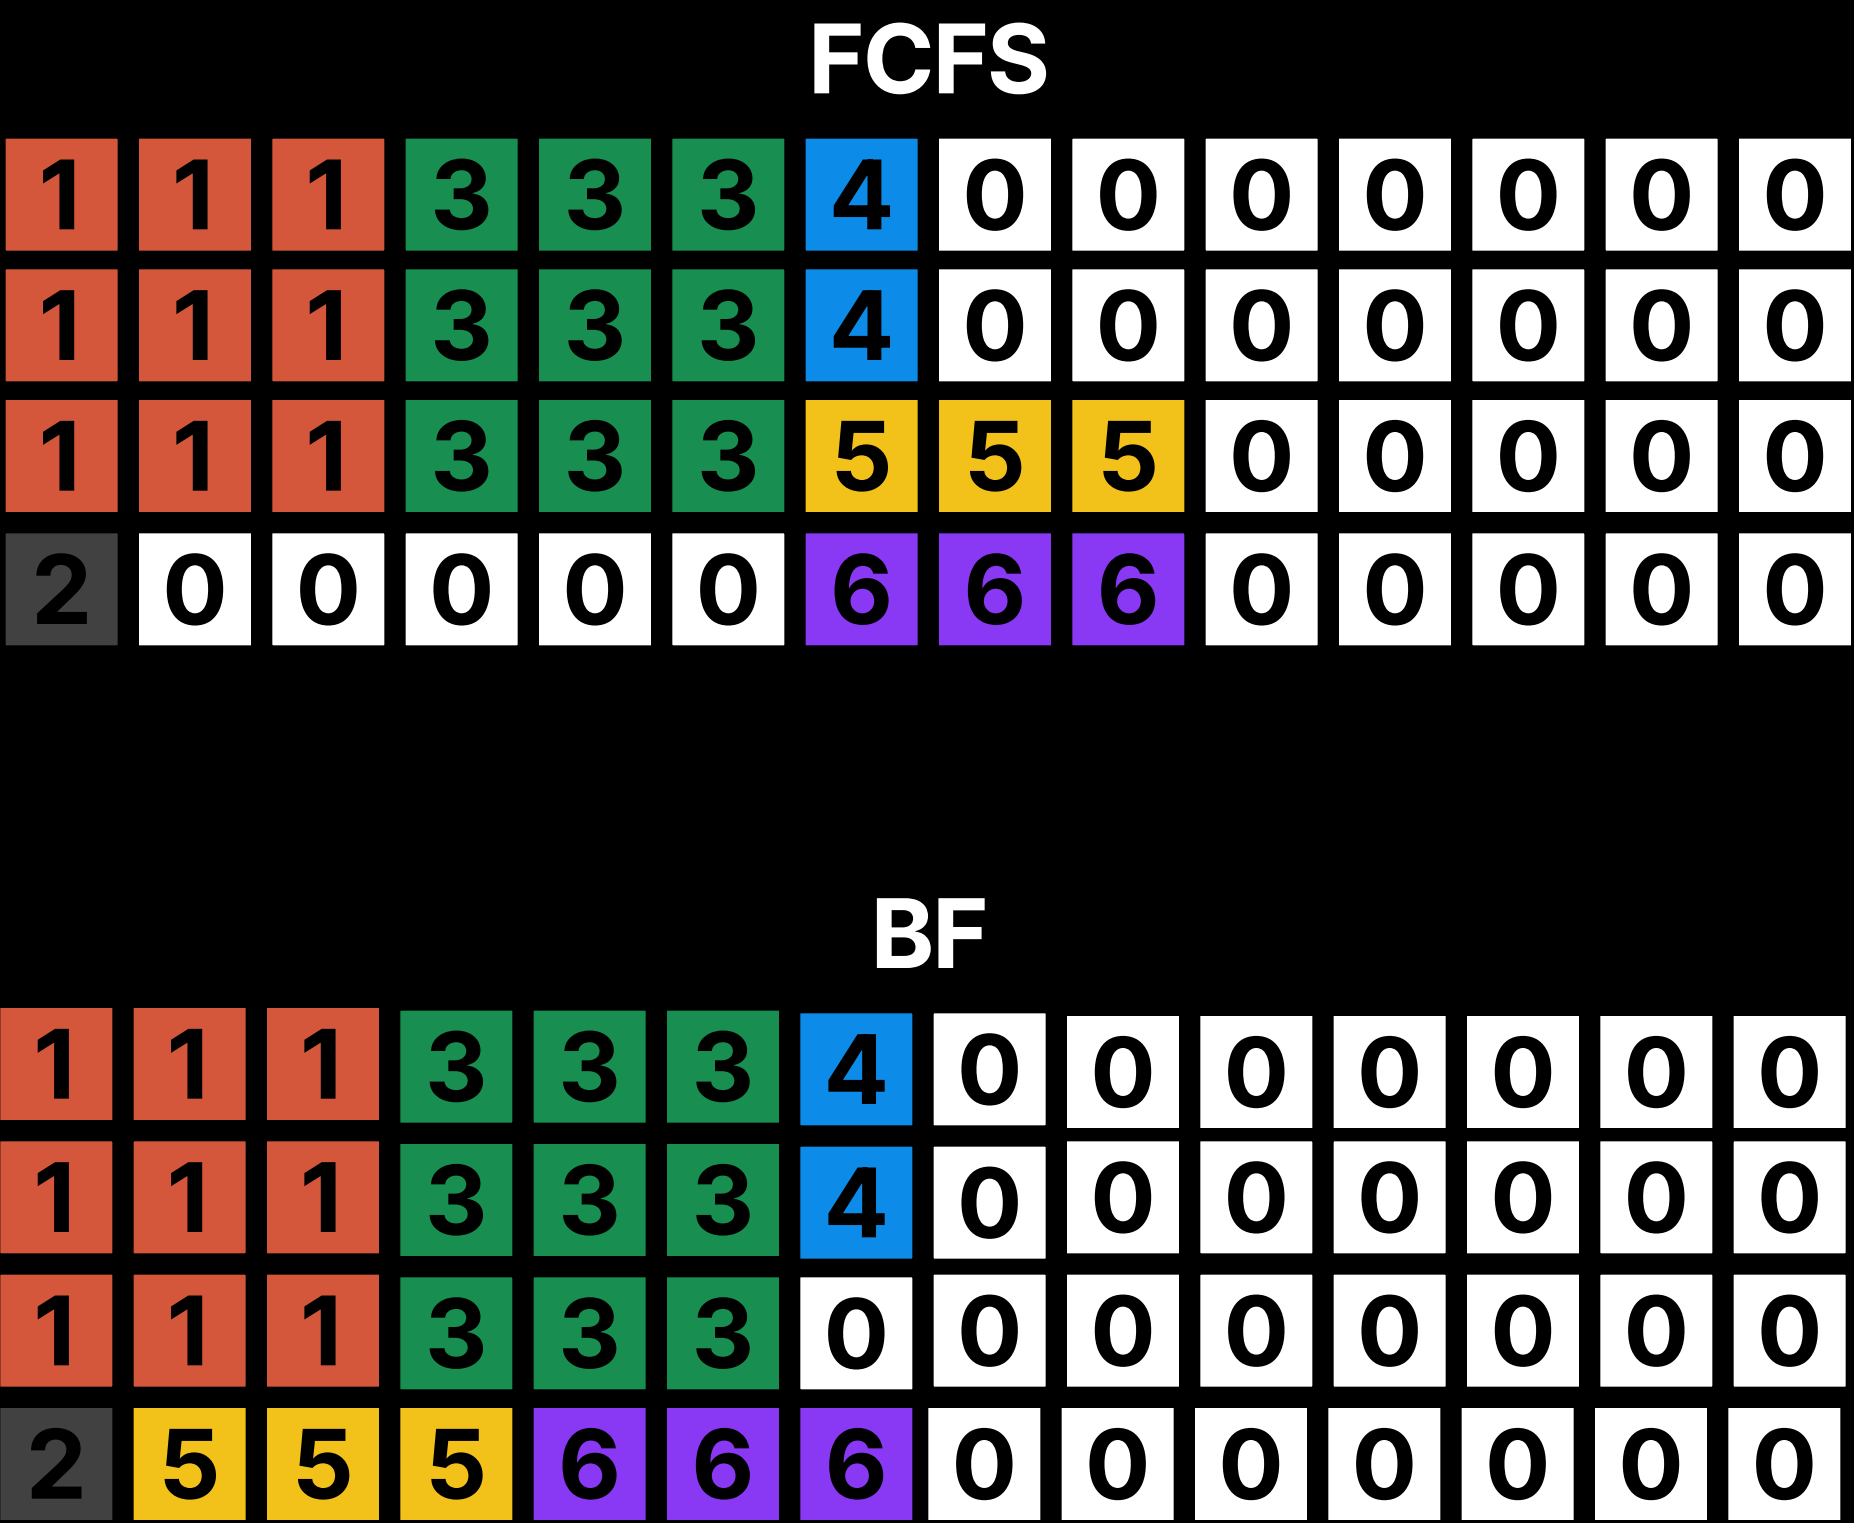 FCFS
1 1 1 3 3 3 4 0 0 0 0 0 0 0
1 1 1 3 3 3 4 0 0 0 0 0 0 0
1 1 1 3 3 3 5 5 5 0 0 0 0 0
2 0 0 0 0 0 6 6 6 0 0 0 0 0
BF
1 1 1 3 3 3 4 0 0 0 0 0 0 0
1 1 1 3 3 3 4 0 0 0 0 0 0 0
1 1 1 3 3 3 0 0 0 0 0 0 0 0
2 5 5 5 6 6 6 0 0 0 0 0 0 0